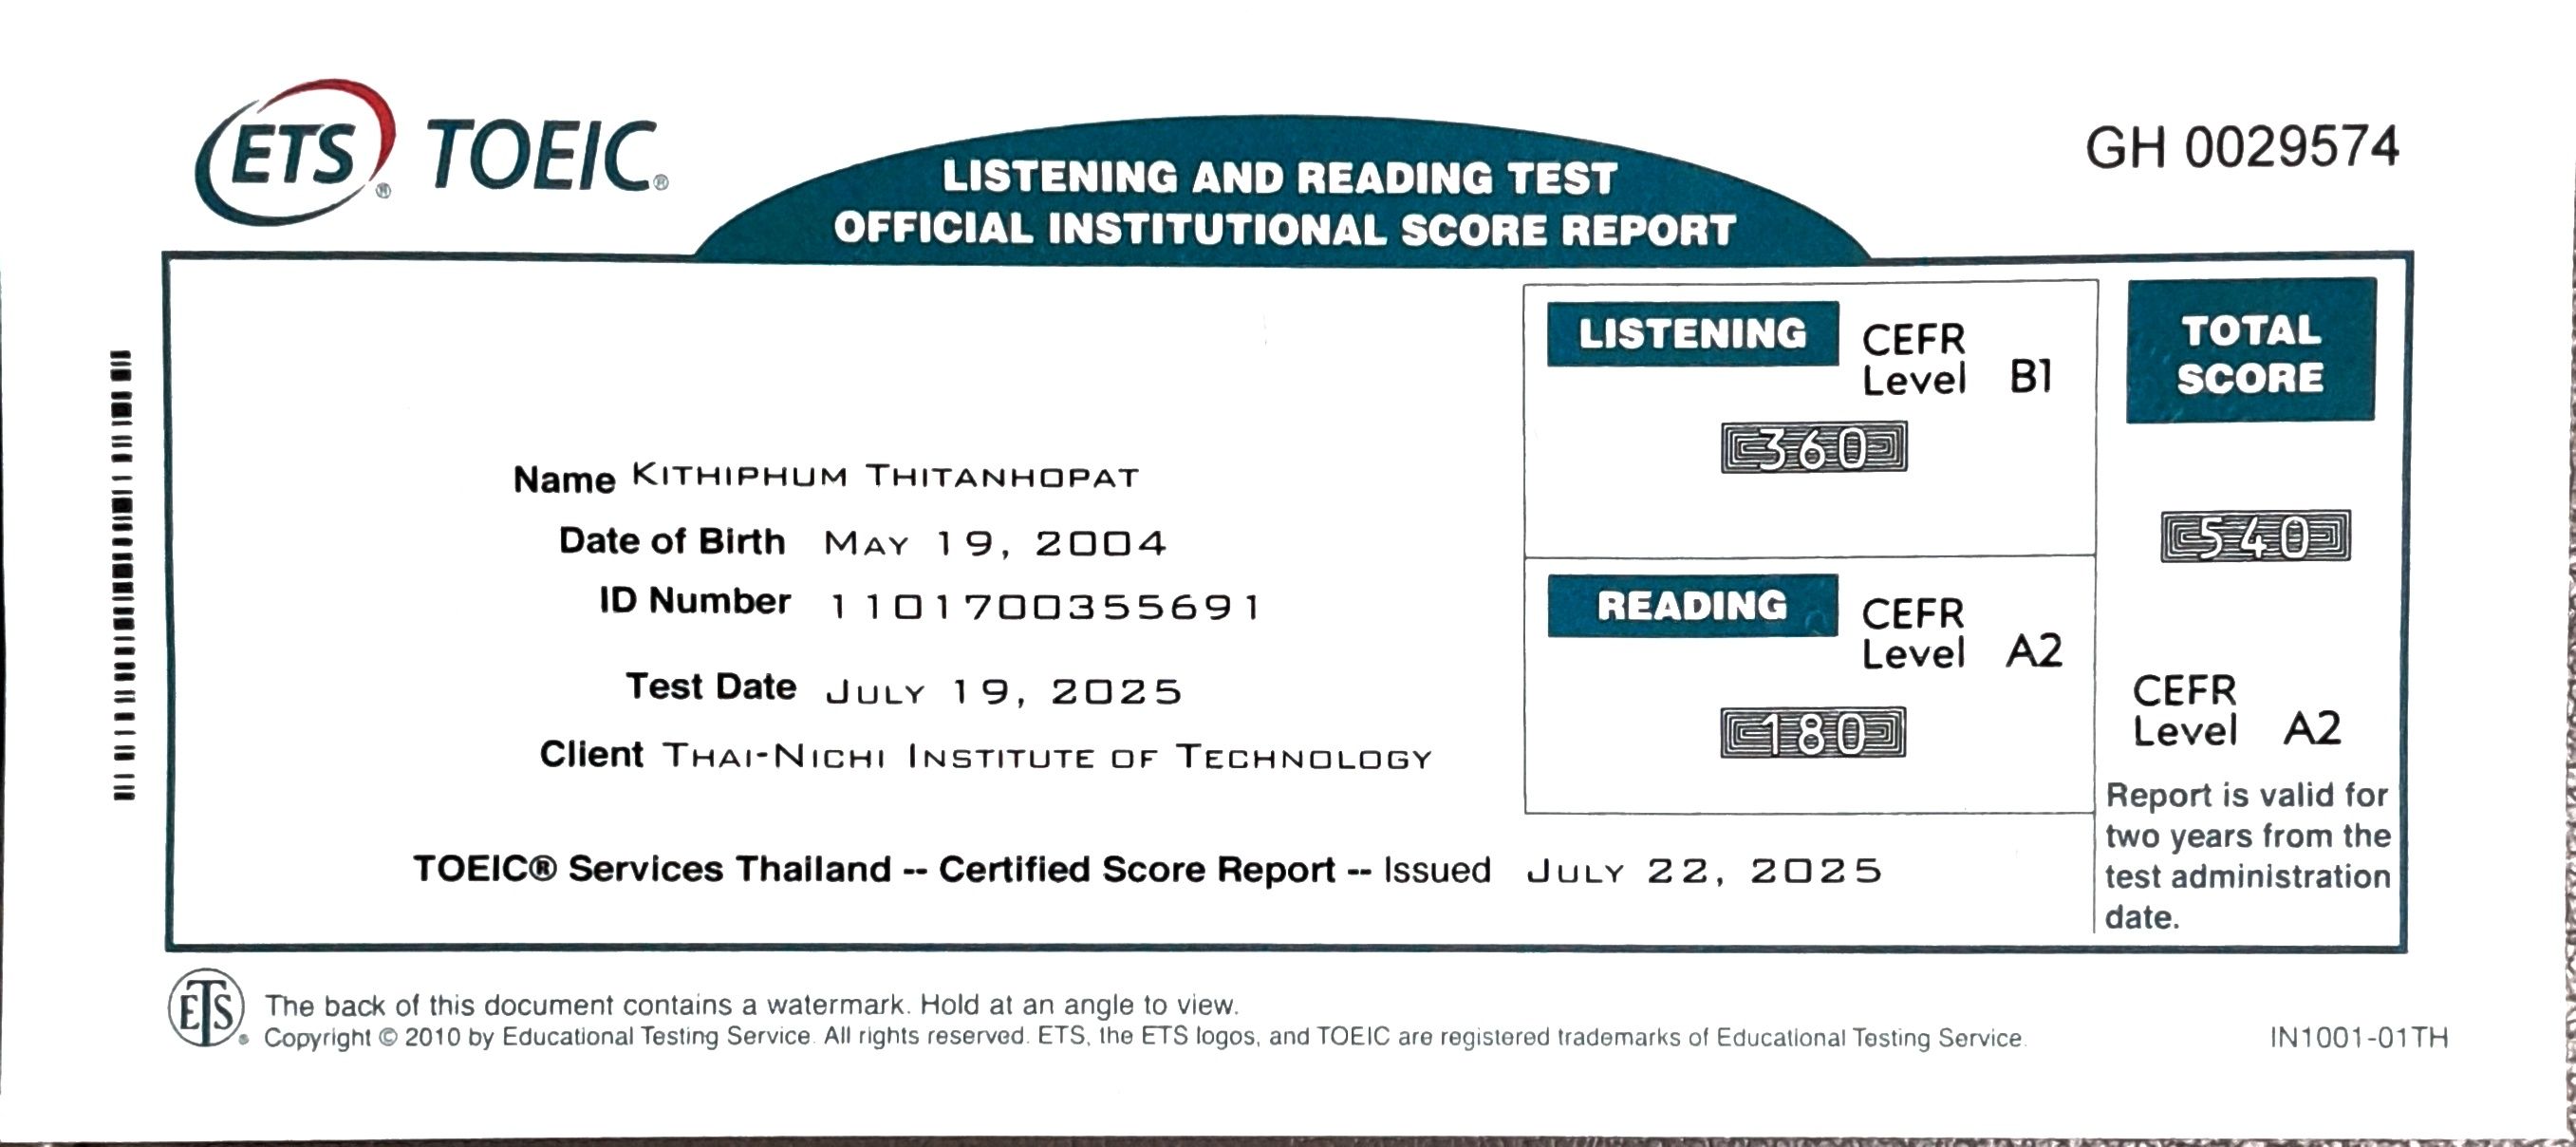 ETS® TOEIC®
LISTENING AND READING TEST
OFFICIAL INSTITUTIONAL SCORE REPORT
GH 0029574
Name KITHIPHUM THITANHOPAT
Date of Birth MAY 19, 2004
ID Number 1101700355691
Test Date JULY 19, 2025
Client THAI-NICHI INSTITUTE OF TECHNOLOGY
TOEIC® Services Thailand -- Certified Score Report -- Issued JULY 22, 2025
LISTENING
CEFR
Level B1
360
READING
CEFR
Level A2
180
TOTAL
SCORE
540
CEFR
Level A2
Report is valid for
two years from the
test administration
date.
ETS®
The back of this document contains a watermark. Hold at an angle to view.
Copyright © 2010 by Educational Testing Service. All rights reserved. ETS, the ETS logos, and TOEIC are registered trademarks of Educational Testing Service.
IN1001-01TH